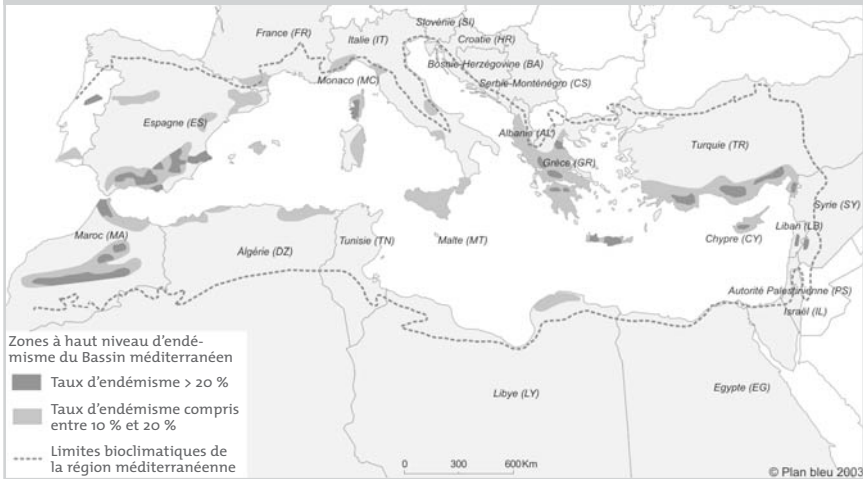 Slovénie (SI)
France (FR)
Italie (IT)
Croatie (HR)
Bosnie-Herzégovine (BA)
Monaco (MC)
Serbie-Monténégro (CS)
Espagne (ES)
Albanie (AL)
Turquie (TR)
Grèce (GR)
Syrie (SY)
Maroc (MA)
Algérie (DZ)
Tunisie (TN)
Malte (MT)
Chypre (CY)
Liban (LB)
Autorité Palestinienne (PS)
Israël (IL)
Libye (LY)
Egypte (EG)
Zones à haut niveau d'endé-
misme du Bassin méditerranéen
Taux d'endémisme > 20 %
Taux d'endémisme compris
entre 10 % et 20 %
Limites bioclimatiques de
la région méditerranéenne
0 300 600Km
© Plan bleu 2003